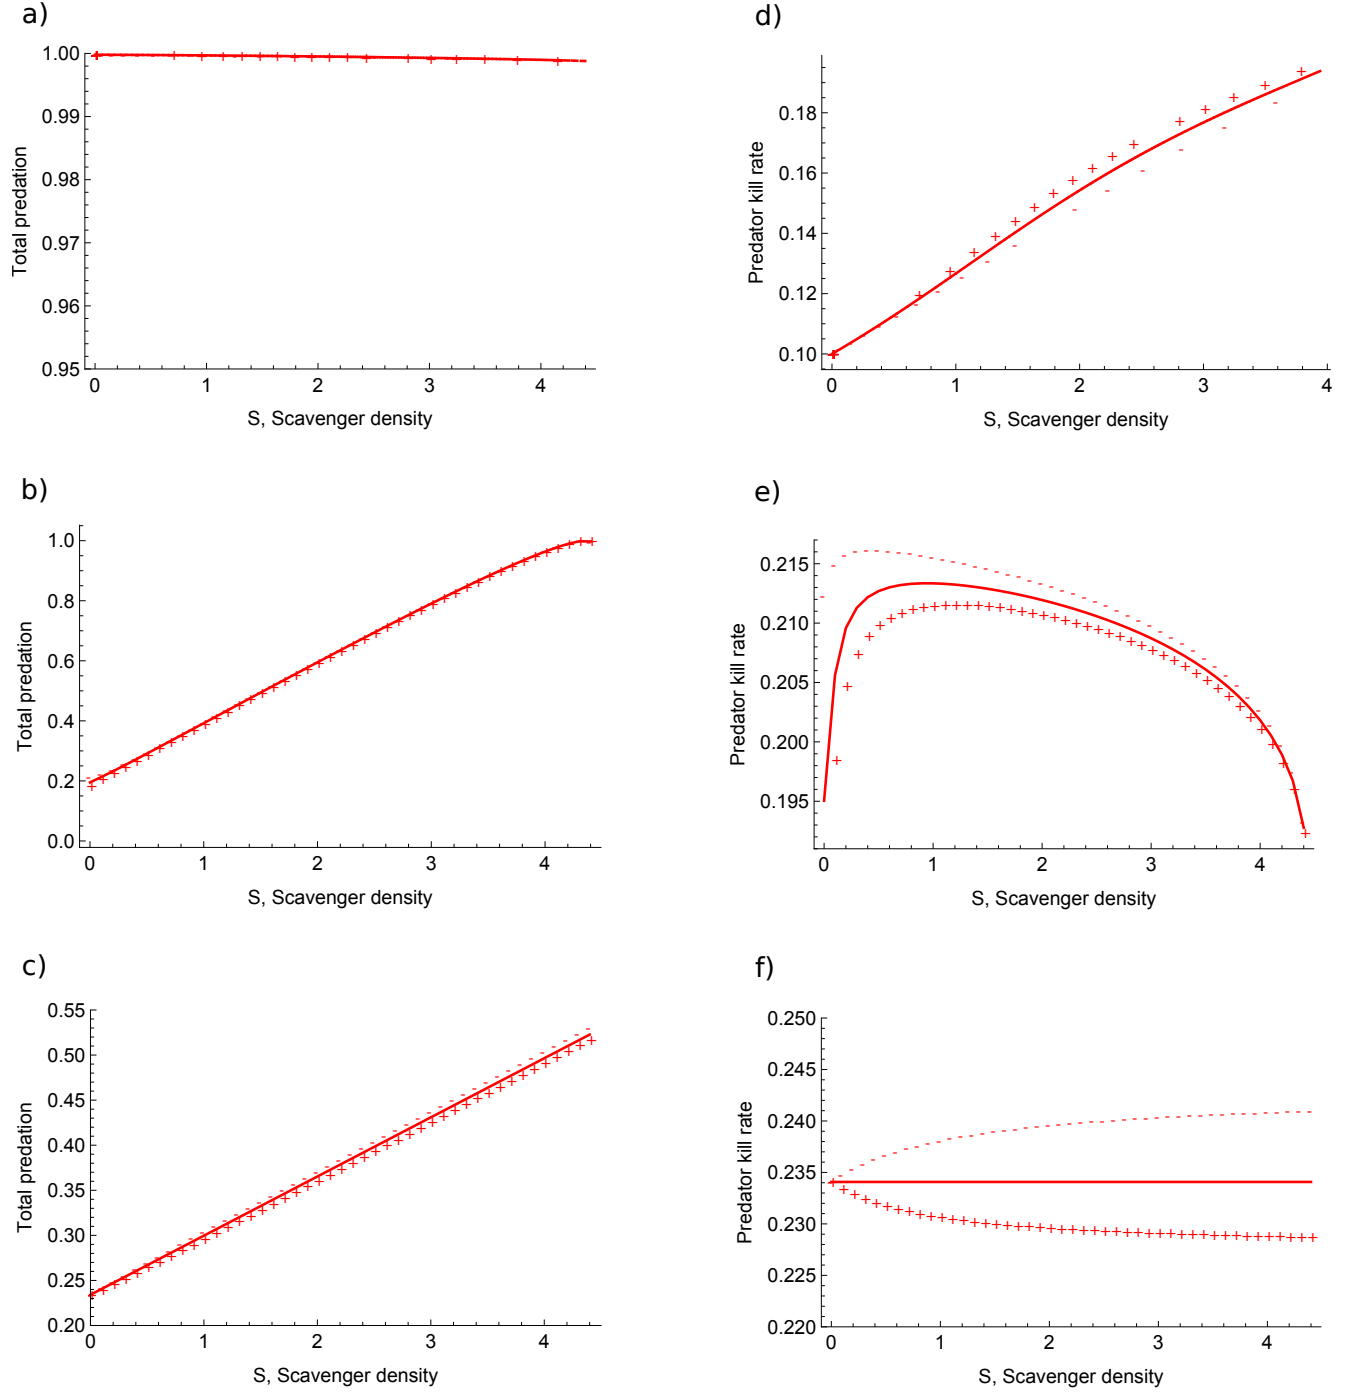 a)
1.00
0.99
0.98
0.97
0.96
0.95
Total predation
0 1 2 3 4
S, Scavenger density
d)
0.18
0.16
0.14
0.12
0.10
Predator kill rate
0 1 2 3 4
S, Scavenger density
b)
1.0
0.8
0.6
0.4
0.2
0.0
Total predation
0 1 2 3 4
S, Scavenger density
e)
0.215
0.210
0.205
0.200
0.195
Predator kill rate
0 1 2 3 4
S, Scavenger density
c)
0.55
0.50
0.45
0.40
0.35
0.30
0.25
0.20
Total predation
0 1 2 3 4
S, Scavenger density
f)
0.250
0.245
0.240
0.235
0.230
0.225
0.220
Predator kill rate
0 1 2 3 4
S, Scavenger density